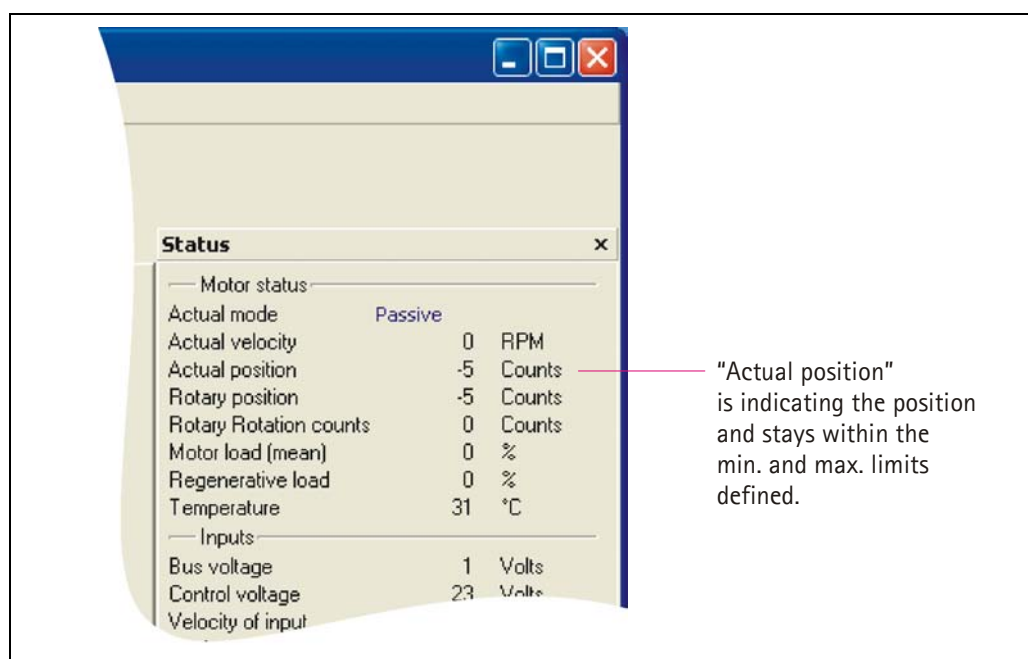 Status x
Motor status
Actual mode Passive
Actual velocity 0 RPM
Actual position -5 Counts
Rotary position -5 Counts
Rotary Rotation counts 0 Counts
Motor load (mean) 0 %
Regenerative load 0 %
Temperature 31 °C
Inputs
Bus voltage 1 Volts
Control voltage 23 Volts
Velocity of input
"Actual position"
is indicating the position
and stays within the
min. and max. limits
defined.